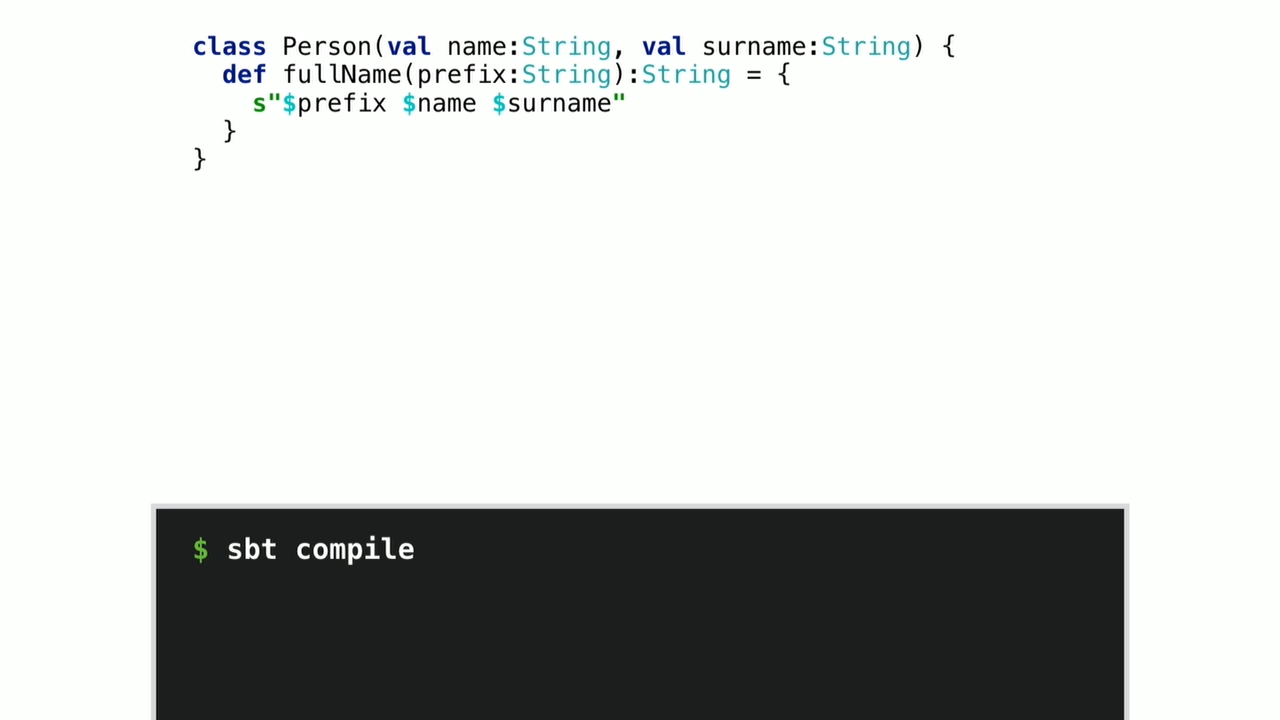 class Person(val name:String, val surname:String) {
  def fullName(prefix:String):String = {
    s"$prefix $name $surname"
  }
}
$ sbt compile